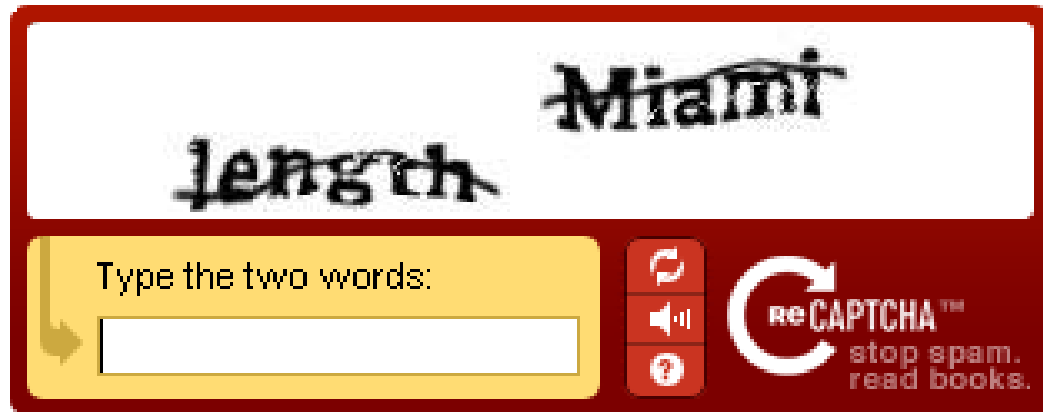 length Miami
Type the two words:
ReCAPTCHA™
stop spam.
read books.